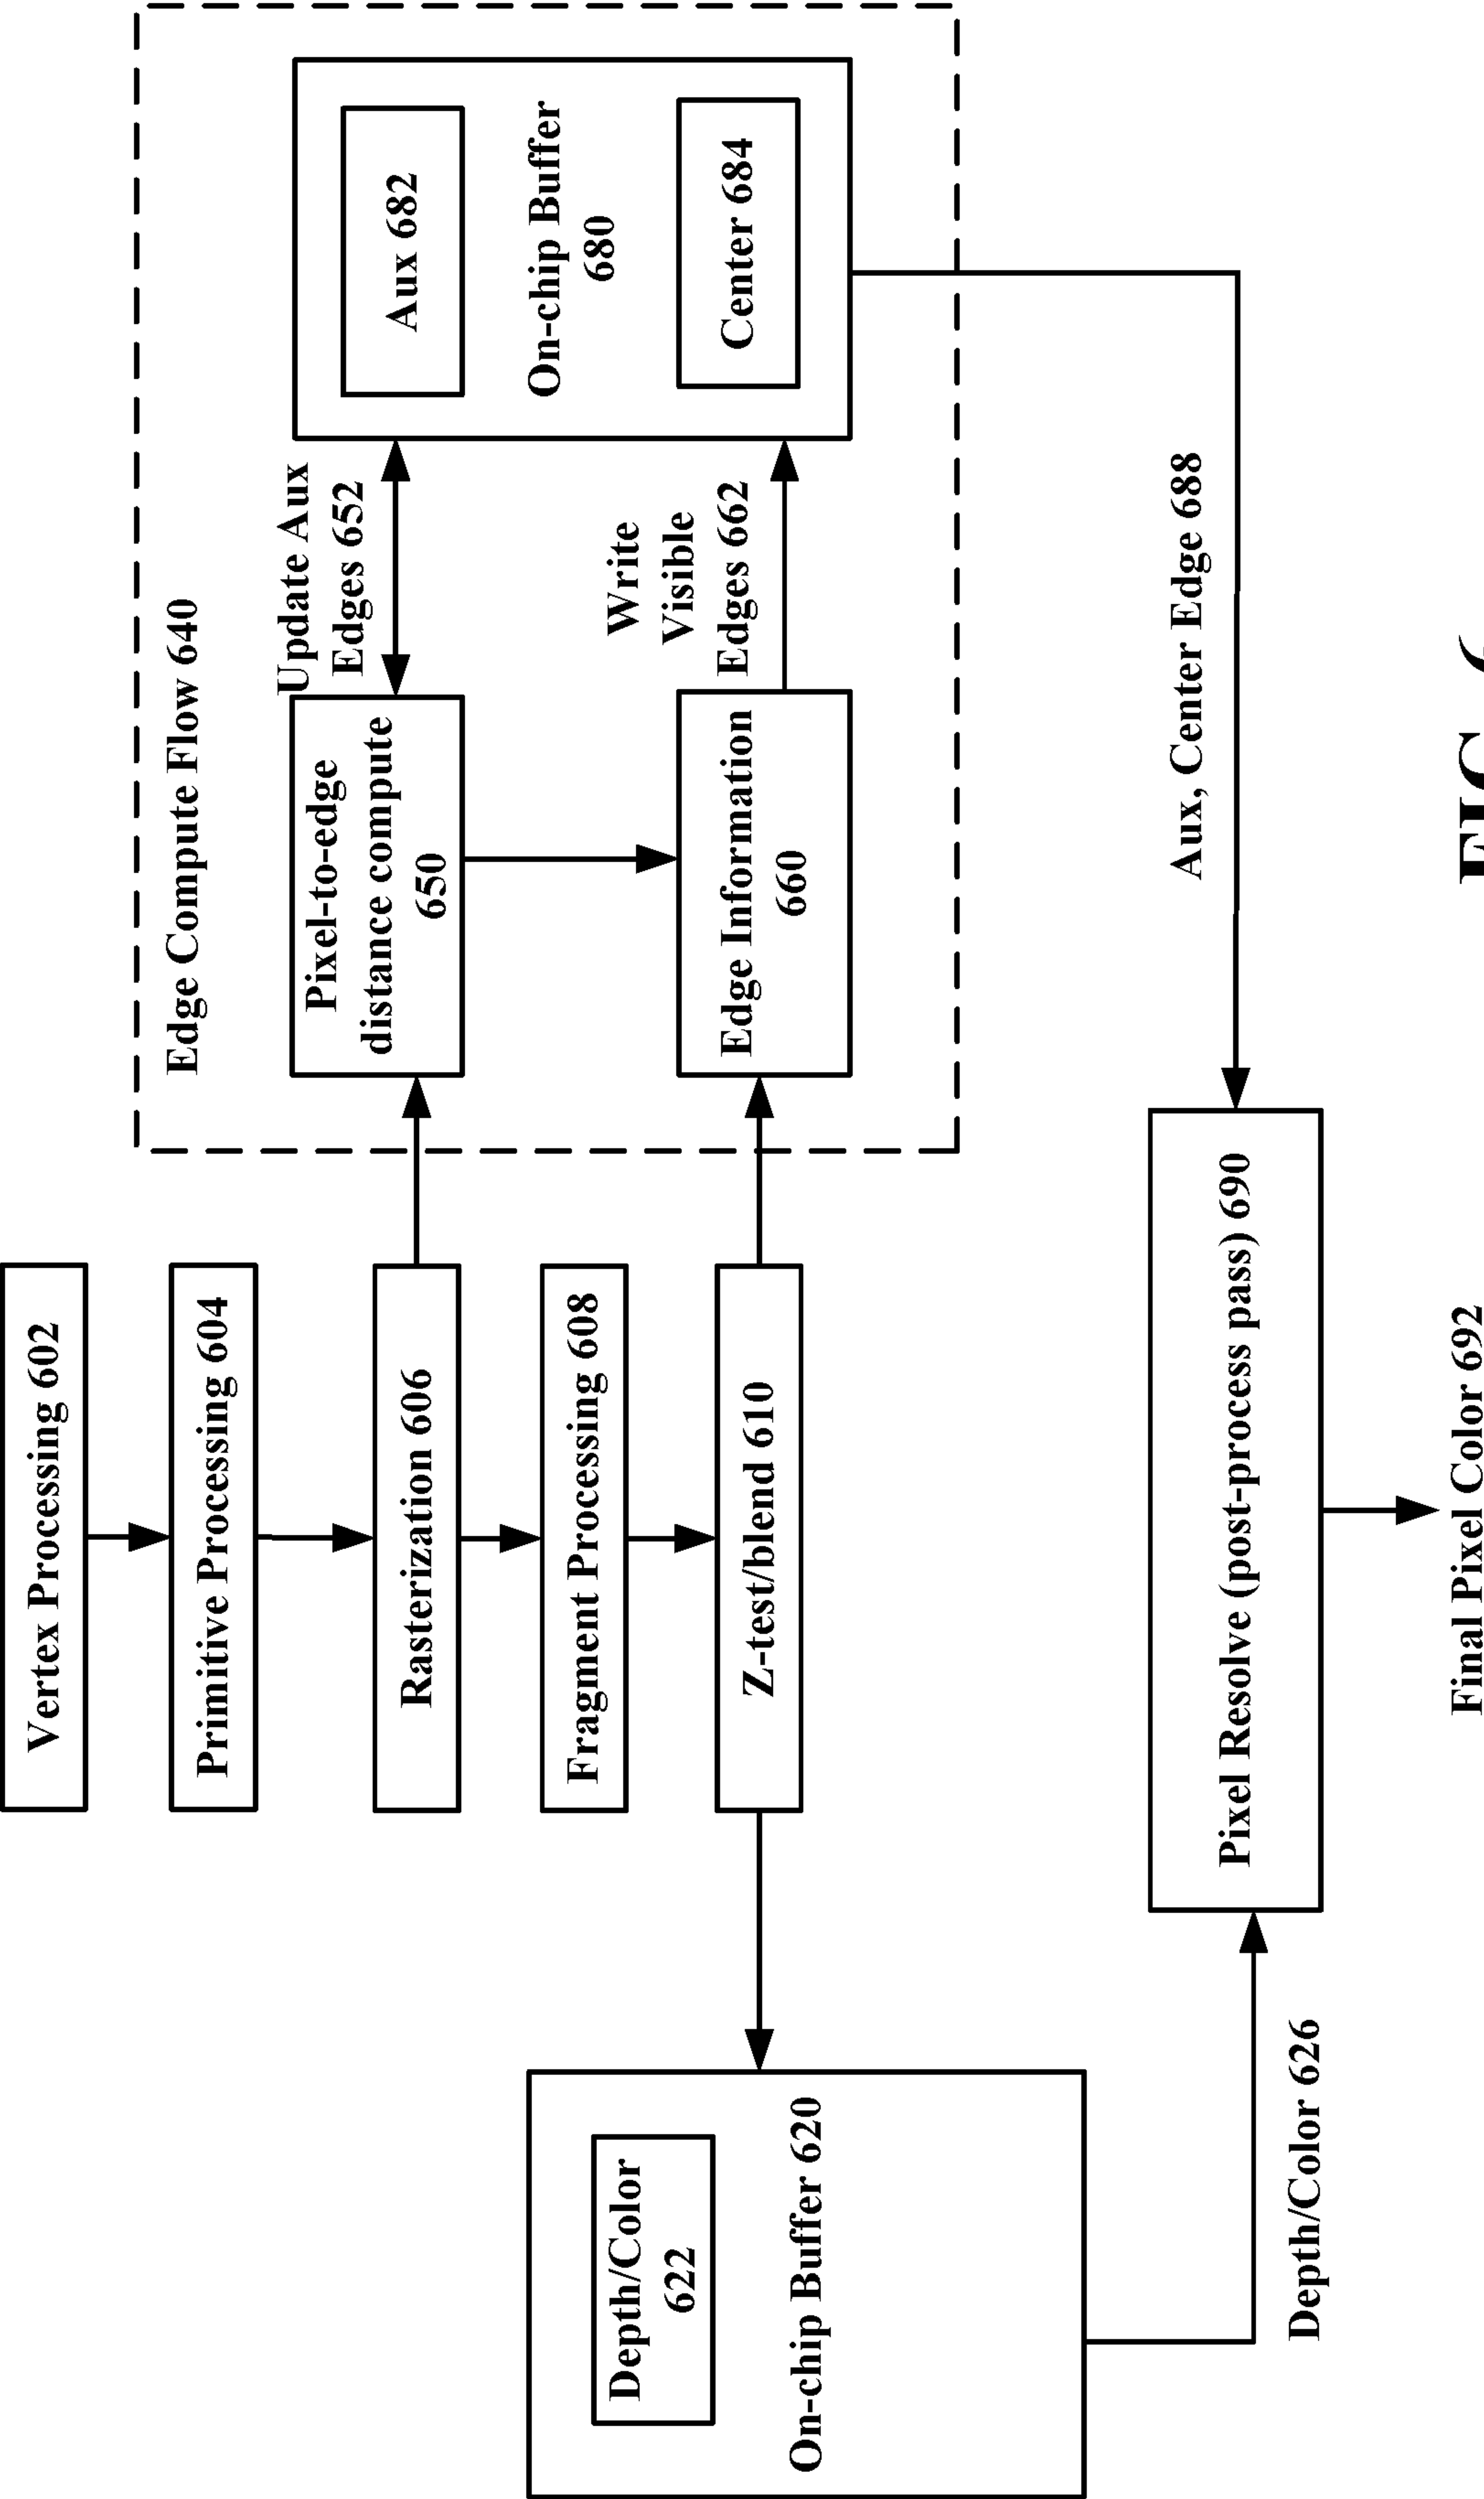 Vertex Processing 602
Primitive Processing 604
Rasterization 606
Fragment Processing 608
Z-test/blend 610
Depth/Color
622
On-chip Buffer 620
Edge Compute Flow 640
Pixel-to-edge
distance compute
650
Update Aux
Edges 652
Edge Information
660
Write
Visible
Edges 662
Aux 682
On-chip Buffer
680
Center 684
Aux, Center Edge 688
Depth/Color 626
Pixel Resolve (post-process pass) 690
Final Pixel Color 692